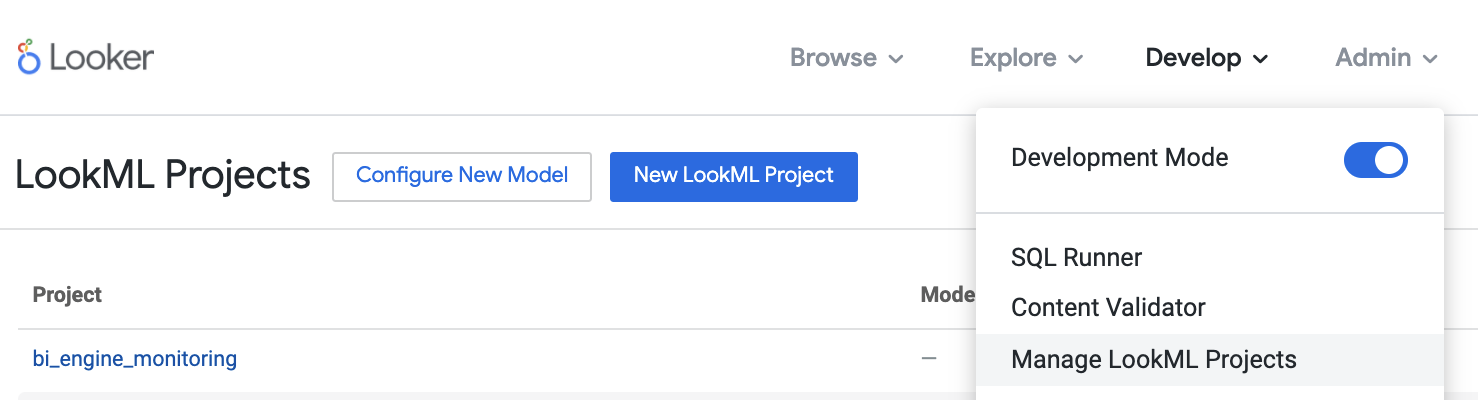 Looker
Browse
Explore
Develop
Admin
Development Mode
LookML Projects
Configure New Model
New LookML Project
SQL Runner
Project
Mode
Content Validator
bi_engine_monitoring
—
Manage LookML Projects